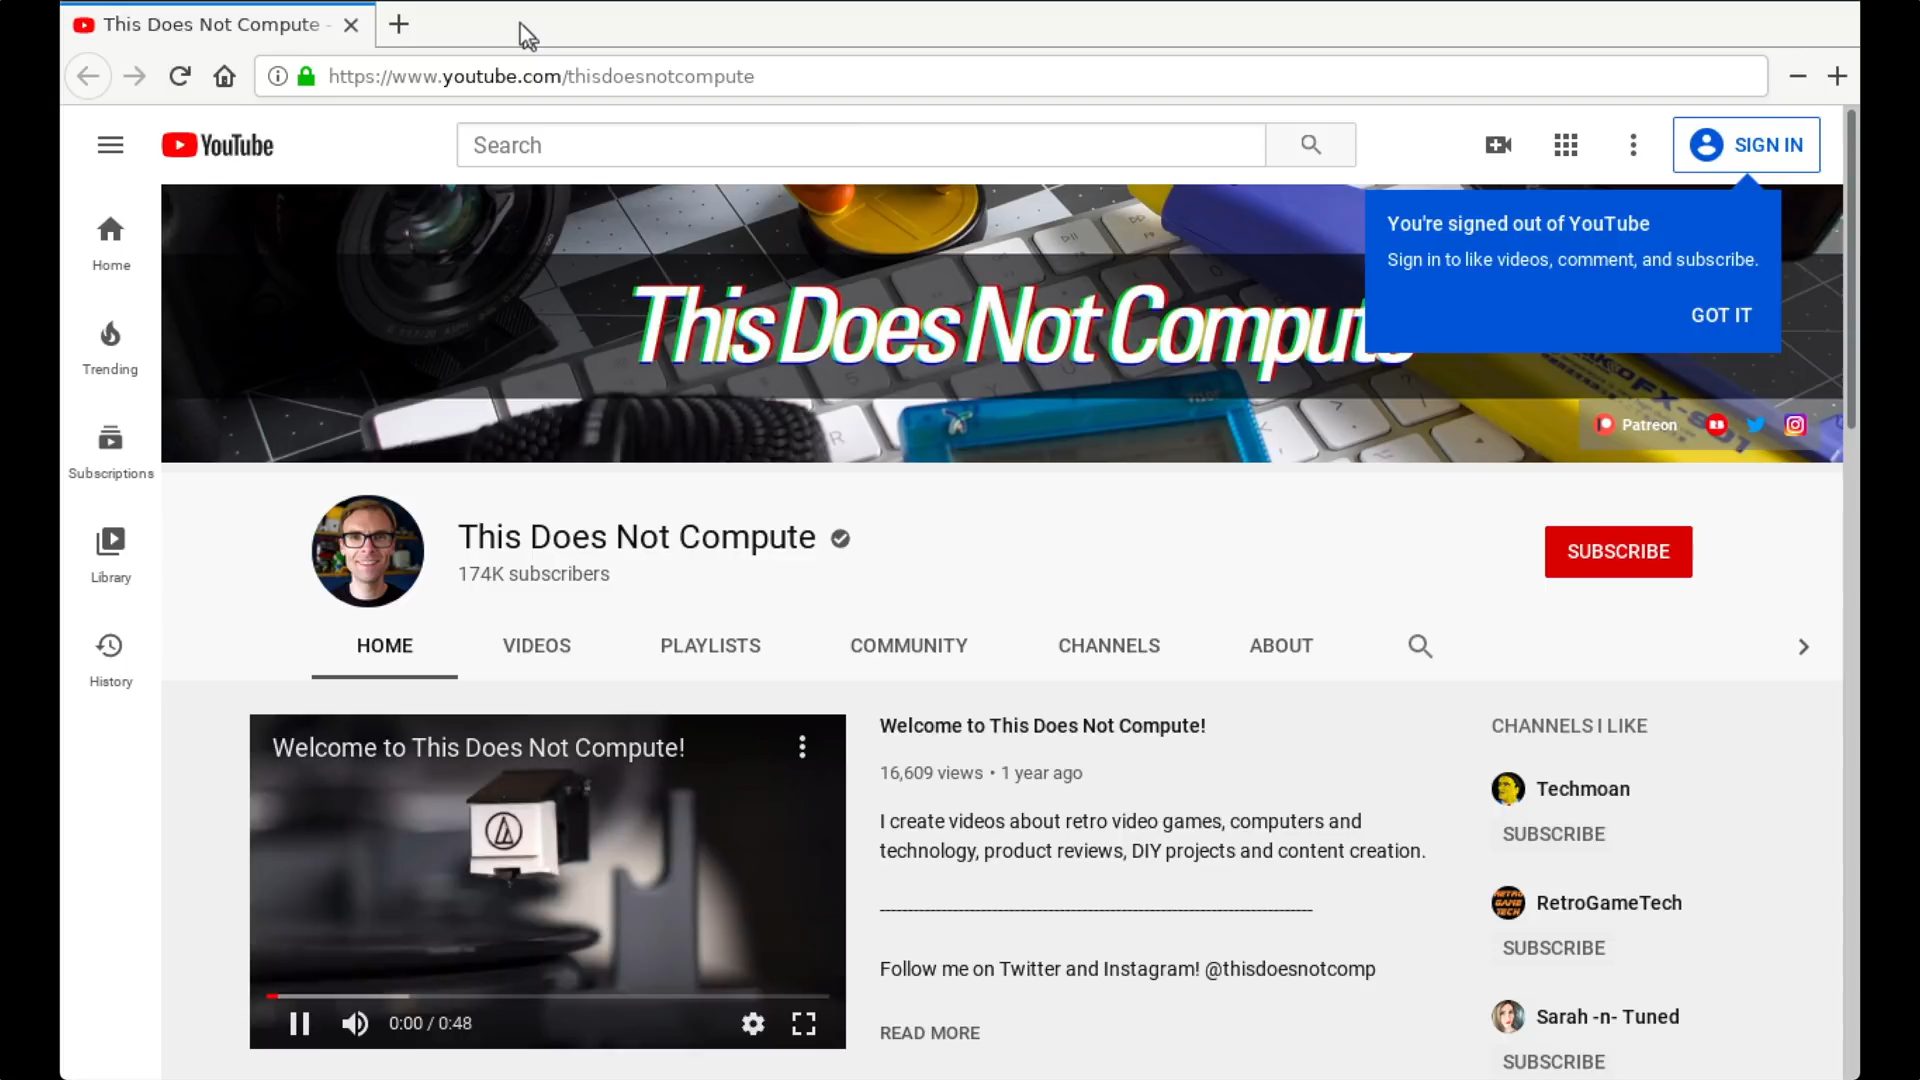 This Does Not Compute -
https://www.youtube.com/thisdoesnotcompute
YouTube
Search
SIGN IN
You're signed out of YouTube
Sign in to like videos, comment, and subscribe.
GOT IT
Home
Trending
Subscriptions
Library
History
This Does Not Compute
Patreon
This Does Not Compute
174K subscribers
SUBSCRIBE
HOME VIDEOS PLAYLISTS COMMUNITY CHANNELS ABOUT
Welcome to This Does Not Compute!
0:00 / 0:48
Welcome to This Does Not Compute!
16,609 views • 1 year ago
I create videos about retro video games, computers and
technology, product reviews, DIY projects and content creation.
Follow me on Twitter and Instagram! @thisdoesnotcomp
READ MORE
CHANNELS I LIKE
Techmoan
SUBSCRIBE
RetroGameTech
SUBSCRIBE
Sarah -n- Tuned
SUBSCRIBE